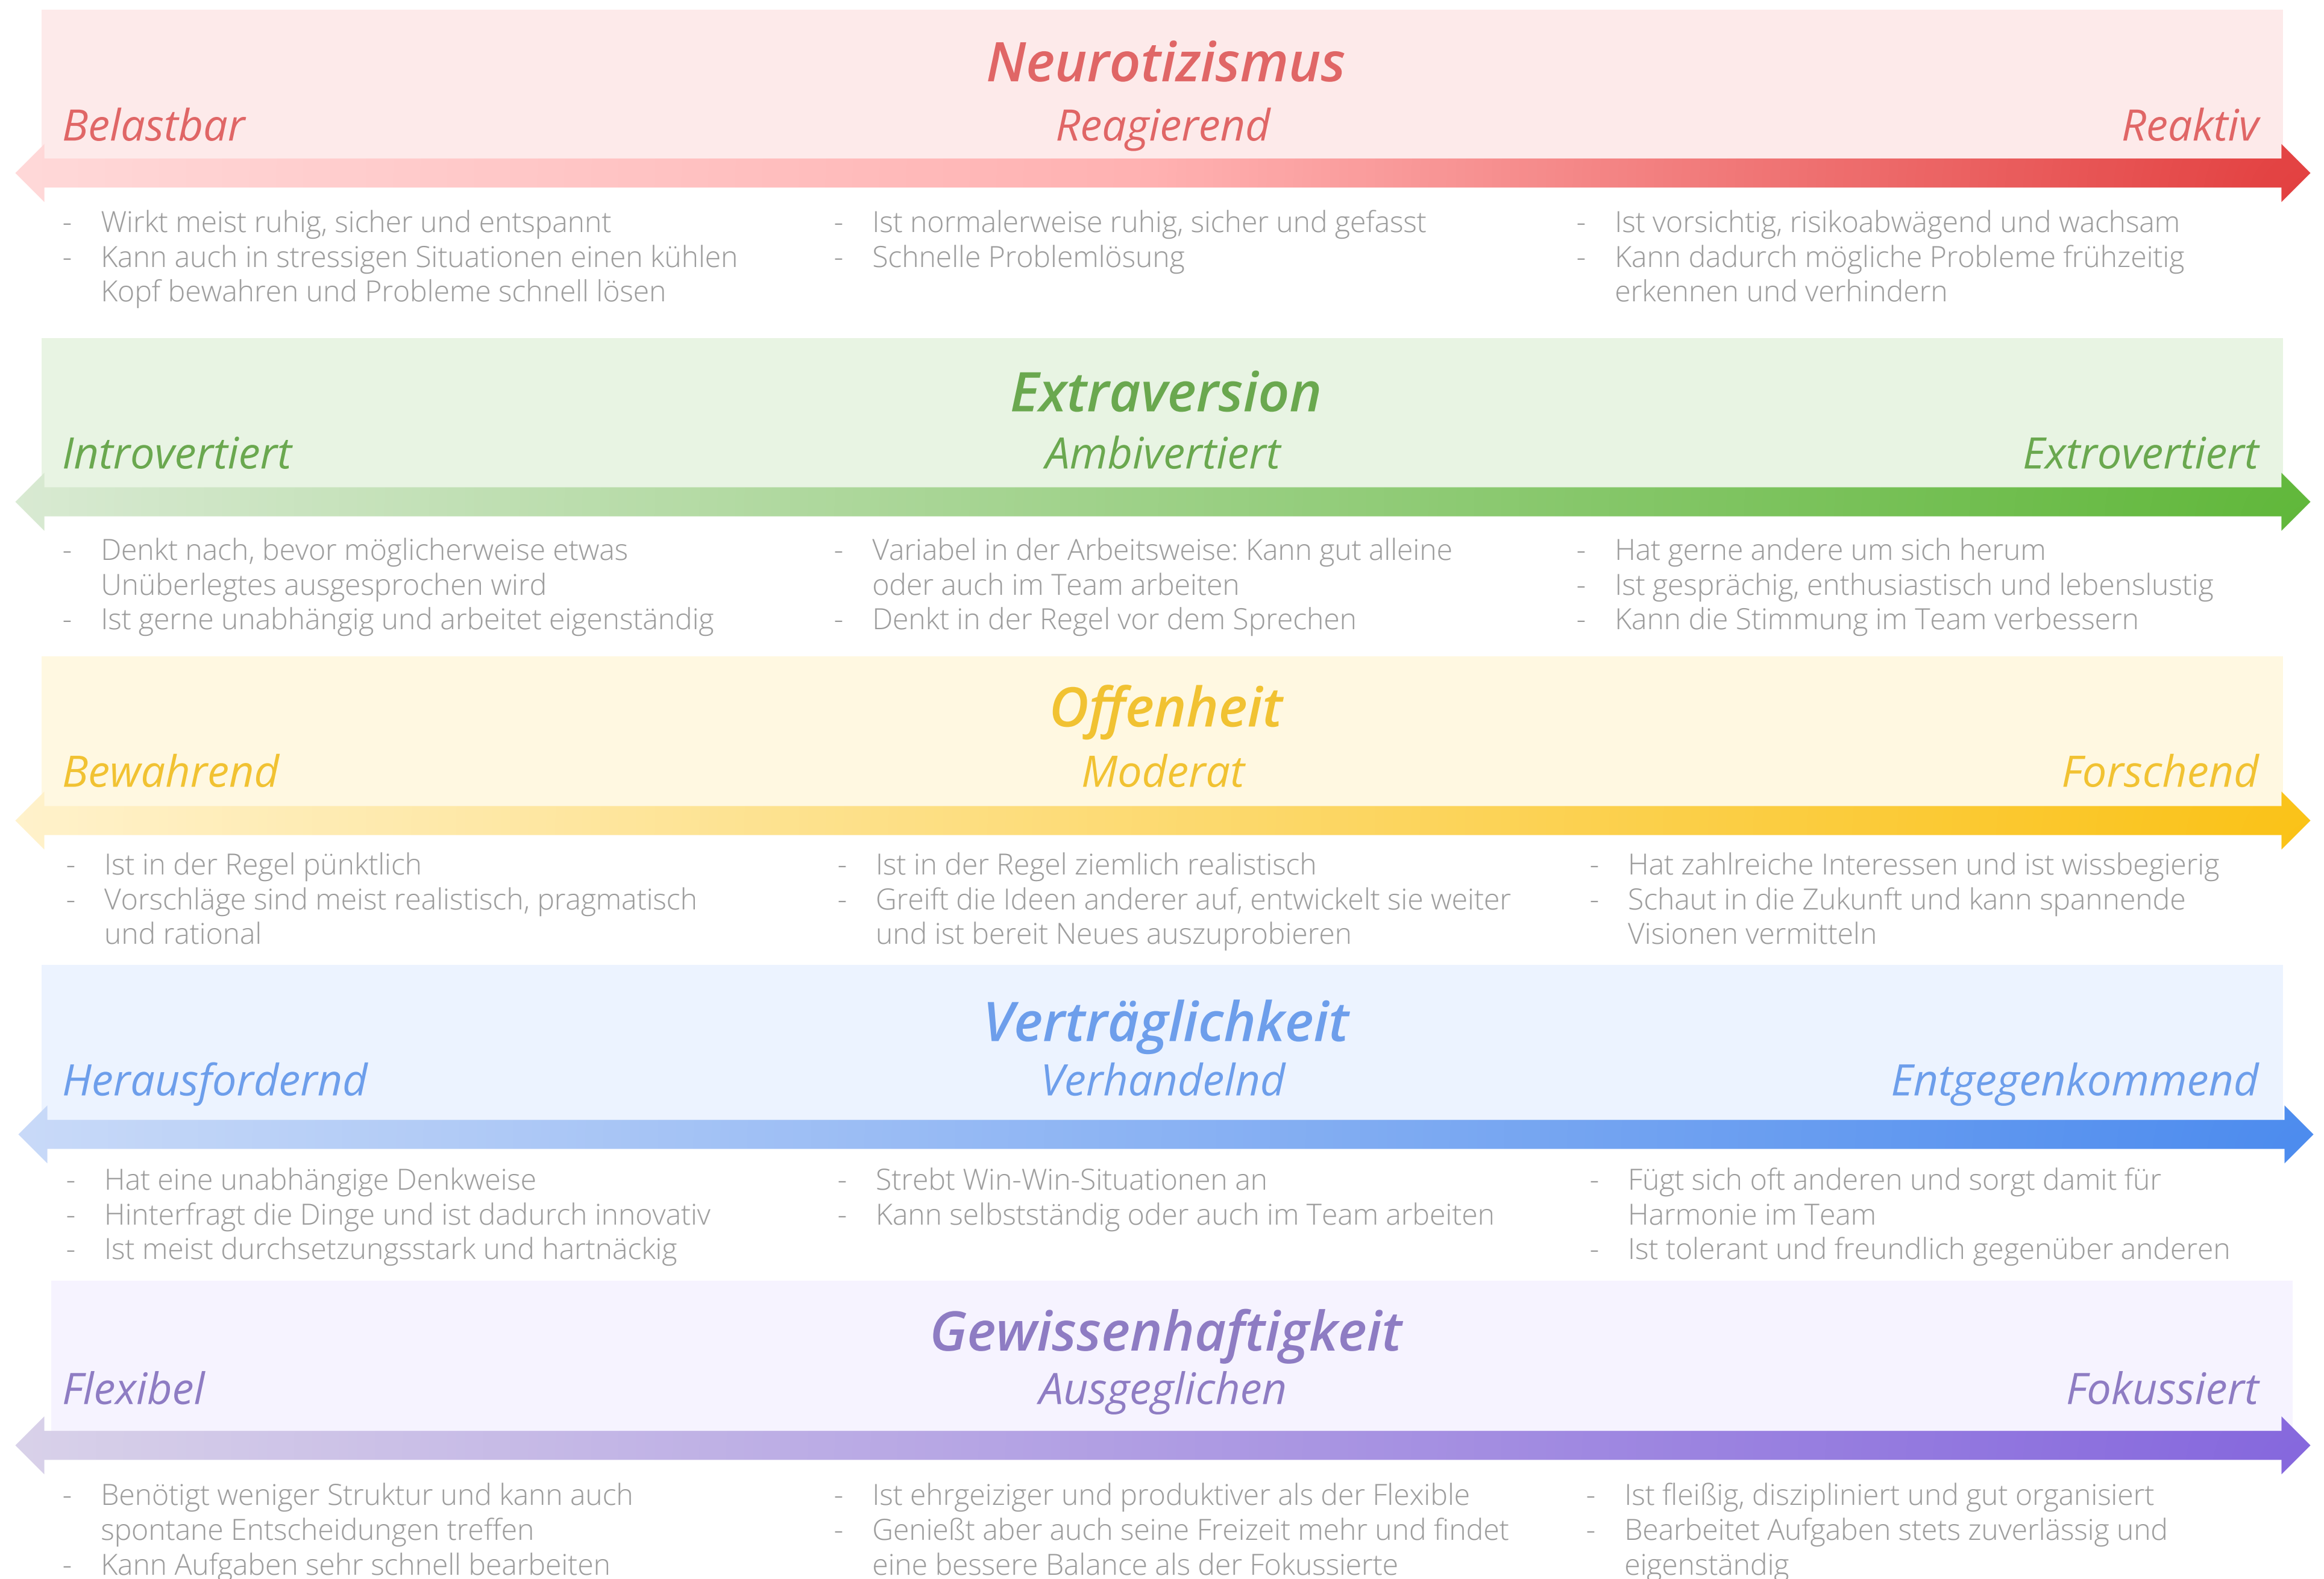 Neurotizismus
Belastbar
Reagierend
Reaktiv
- Wirkt meist ruhig, sicher und entspannt
- Kann auch in stressigen Situationen einen kühlen
Kopf bewahren und Probleme schnell lösen
- Ist normalerweise ruhig, sicher und gefasst
- Schnelle Problemlösung
- Ist vorsichtig, risikoabwägend und wachsam
- Kann dadurch mögliche Probleme frühzeitig
erkennen und verhindern
Extraversion
Introvertiert
Ambivertiert
Extrovertiert
- Denkt nach, bevor möglicherweise etwas
Unüberlegtes ausgesprochen wird
- Ist gerne unabhängig und arbeitet eigenständig
- Variabel in der Arbeitsweise: Kann gut alleine
oder auch im Team arbeiten
- Denkt in der Regel vor dem Sprechen
- Hat gerne andere um sich herum
- Ist gesprächig, enthusiastisch und lebenslustig
- Kann die Stimmung im Team verbessern
Offenheit
Bewahrend
Moderat
Forschend
- Ist in der Regel pünktlich
- Vorschläge sind meist realistisch, pragmatisch
und rational
- Ist in der Regel ziemlich realistisch
- Greift die Ideen anderer auf, entwickelt sie weiter
und ist bereit Neues auszuprobieren
- Hat zahlreiche Interessen und ist wissbegierig
- Schaut in die Zukunft und kann spannende
Visionen vermitteln
Verträglichkeit
Herausfordernd
Verhandelnd
Entgegenkommend
- Hat eine unabhängige Denkweise
- Hinterfragt die Dinge und ist dadurch innovativ
- Ist meist durchsetzungsstark und hartnäckig
- Strebt Win-Win-Situationen an
- Kann selbstständig oder auch im Team arbeiten
- Fügt sich oft anderen und sorgt damit für
Harmonie im Team
- Ist tolerant und freundlich gegenüber anderen
Gewissenhaftigkeit
Flexibel
Ausgeglichen
Fokussiert
- Benötigt weniger Struktur und kann auch
spontane Entscheidungen treffen
- Kann Aufgaben sehr schnell bearbeiten
- Ist ehrgeiziger und produktiver als der Flexible
- Genießt aber auch seine Freizeit mehr und findet
eine bessere Balance als der Fokussierte
- Ist fleißig, diszipliniert und gut organisiert
- Bearbeitet Aufgaben stets zuverlässig und
eigenständig